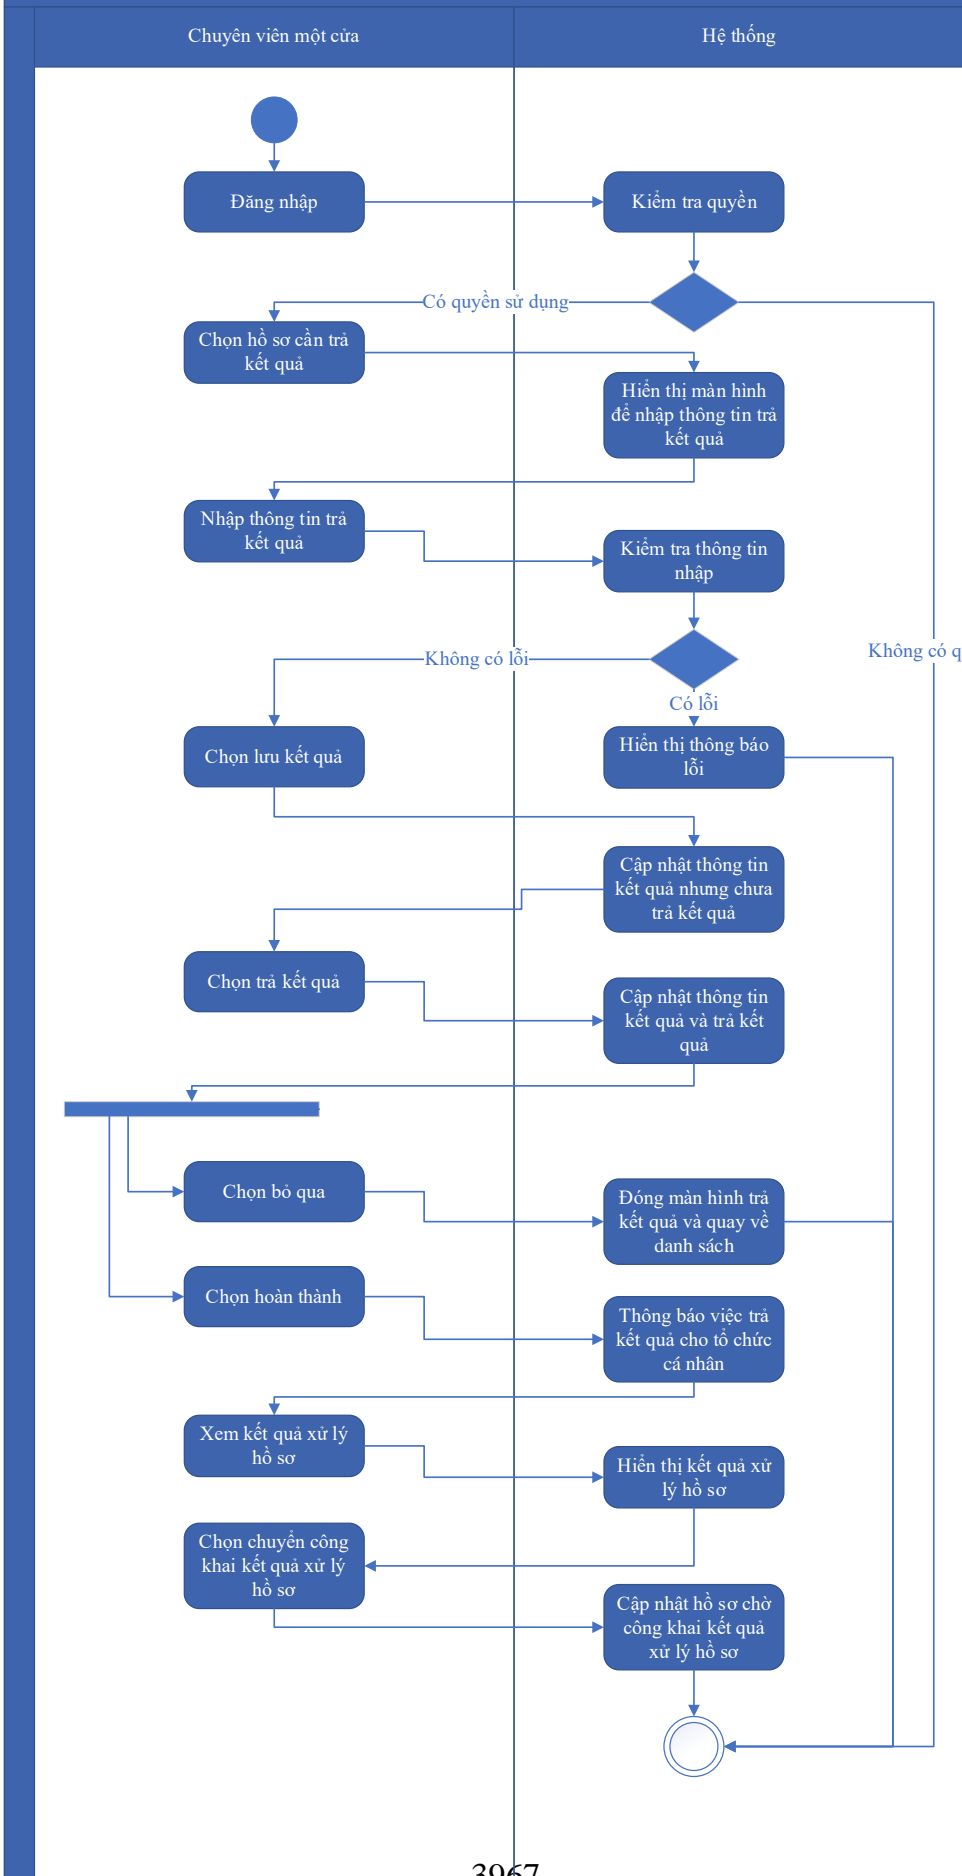 Chuyên viên một cửa
Hệ thống
Đăng nhập
Kiểm tra quyền
Có quyền sử dụng
Chọn hồ sơ cần trả
kết quả
Hiển thị màn hình
để nhập thông tin trả
kết quả
Nhập thông tin trả
kết quả
Kiểm tra thông tin
nhập
Không có q
Không có lỗi
Có lỗi
Chọn lưu kết quả
Hiển thị thông báo
lỗi
Cập nhật thông tin
kết quả nhưng chưa
trả kết quả
Chọn trả kết quả
Cập nhật thông tin
kết quả và trả kết
quả
Chọn bỏ qua
Đóng màn hình trả
kết quả và quay về
danh sách
Chọn hoàn thành
Thông báo việc trả
kết quả cho tổ chức
cá nhân
Xem kết quả xử lý
hồ sơ
Hiển thị kết quả xử
lý hồ sơ
Chọn chuyển công
khai kết quả xử lý
hồ sơ
Cập nhật hồ sơ chờ
công khai kết quả
xử lý hồ sơ
3967